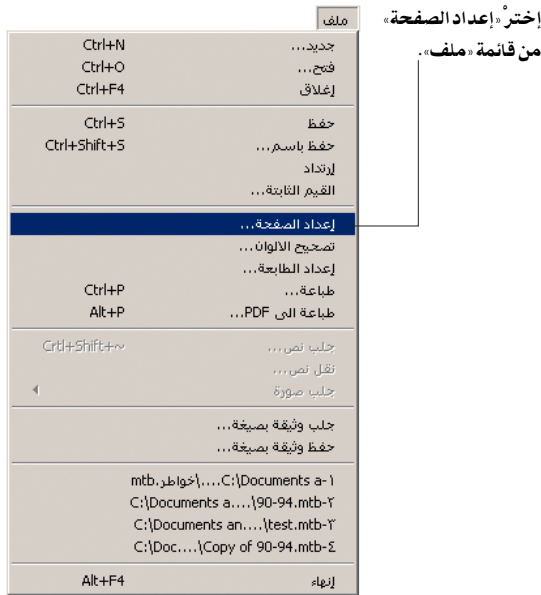 إخترْ «إعداد الصفحة»
من قائمة «ملف».
ملف
جديد... Ctrl+N
فتح... Ctrl+O
إغلاق Ctrl+F4
حفظ Ctrl+S
حفظ باسم... Ctrl+Shift+S
إرتداد
القيم الثابتة...
إعداد الصفحة...
تصحيح الالوان...
إعداد الطابعة...
طباعة... Ctrl+P
طباعة الى PDF... Alt+P
جلب نص... Crtl+Shift+~
نقل نص...
جلب صورة
جلب وثيقة بصيغة...
حفظ وثيقة بصيغة...
١-C:\Documents a....\خواطر.mtb
٢-C:\Documents a....\90-94.mtb
٣-C:\Documents an....\test.mtb
٤-C:\Doc....\Copy of 90-94.mtb
إنهاء Alt+F4